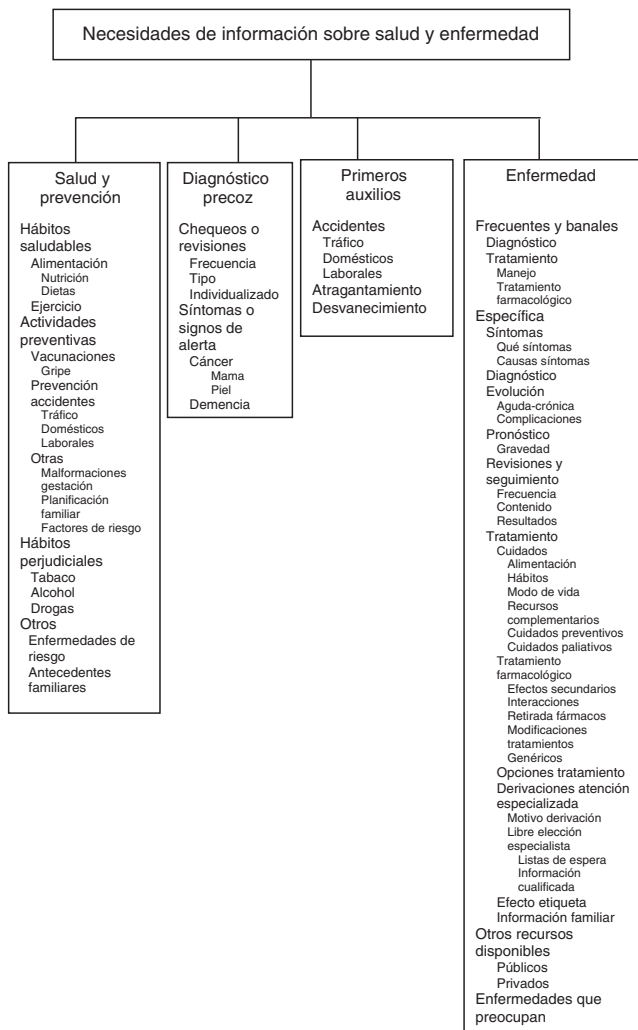 Necesidades de información sobre salud y enfermedad
Salud y
prevención
Hábitos
saludables
Alimentación
Nutrición
Dietas
Ejercicio
Actividades
preventivas
Vacunaciones
Gripe
Prevención
accidentes
Tráfico
Domésticos
Laborales
Otras
Malformaciones
gestación
Planificación
familiar
Factores de riesgo
Hábitos
perjudiciales
Tabaco
Alcohol
Drogas
Otros
Enfermedades de
riesgo
Antecedentes
familiares
Diagnóstico
precoz
Chequeos o
revisiones
Frecuencia
Tipo
Individualizado
Síntomas o
signos de
alerta
Cáncer
Mama
Piel
Demencia
Primeros
auxilios
Accidentes
Tráfico
Domésticos
Laborales
Atragantamiento
Desvanecimiento
Enfermedad
Frecuentes y banales
Diagnóstico
Tratamiento
Manejo
Tratamiento
farmacológico
Específica
Síntomas
Qué síntomas
Causas síntomas
Diagnóstico
Evolución
Aguda-crónica
Complicaciones
Pronóstico
Gravedad
Revisiones y
seguimiento
Frecuencia
Contenido
Resultados
Tratamiento
Cuidados
Alimentación
Hábitos
Modo de vida
Recursos
complementarios
Cuidados preventivos
Cuidados paliativos
Tratamiento
farmacológico
Efectos secundarios
Interacciones
Retirada fármacos
Modificaciones
tratamientos
Genéricos
Opciones tratamiento
Derivaciones atención
especializada
Motivo derivación
Libre elección
especialista
Listas de espera
Información
cualificada
Efecto etiqueta
Información familiar
Otros recursos
disponibles
Públicos
Privados
Enfermedades que
preocupan